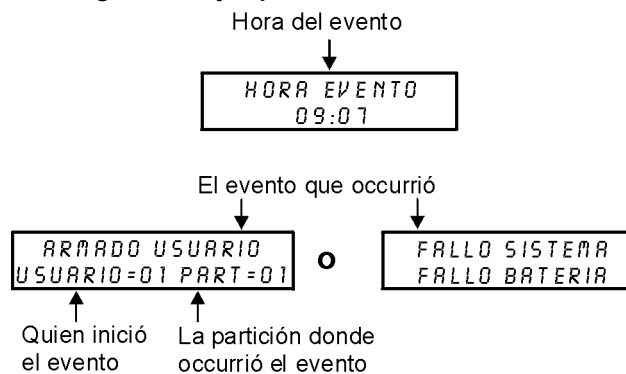 Hora del evento
HORA EVENTO
09:07
El evento que occurrió
ARMADO USUARIO
USUARIO=01 PART=01
o
FALLO SISTEMA
FALLO BATERIA
Quien inició
el evento
La partición donde
occurrió el evento